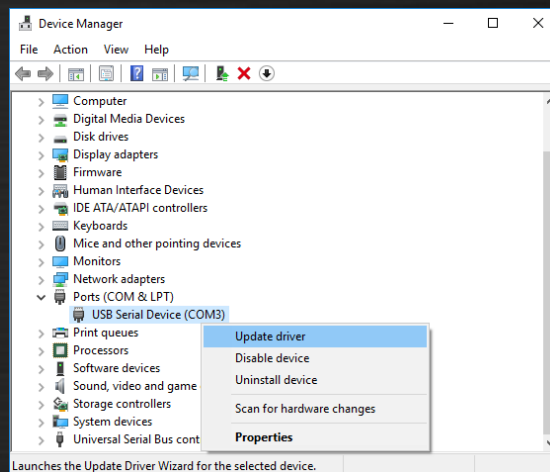 Device Manager
File Action View Help
Computer
Digital Media Devices
Disk drives
Display adapters
Firmware
Human Interface Devices
IDE ATA/ATAPI controllers
Keyboards
Mice and other pointing devices
Monitors
Network adapters
Ports (COM & LPT)
USB Serial Device (COM3)
Print queues
Processors
Software devices
Sound, video and game
Storage controllers
System devices
Universal Serial Bus cont
Update driver
Disable device
Uninstall device
Scan for hardware changes
Properties
Launches the Update Driver Wizard for the selected device.